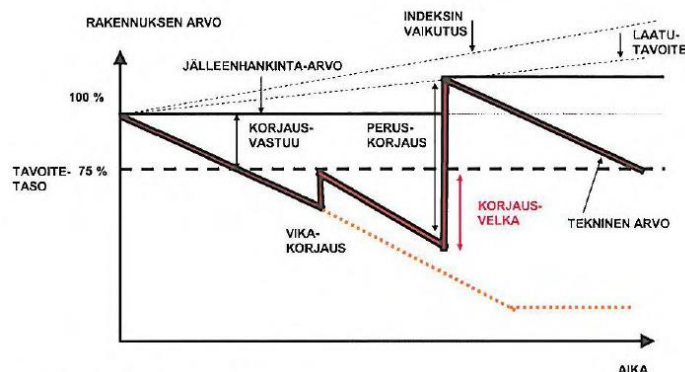 RAKENNUKSEN ARVO
INDEKSIN
VAIKUTUS
LAATU-
TAVOITE
JÄLLEENHANKINTA-ARVO
100 %
KORJAUS-
VASTUU
PERUS-
KORJAUS
TAVOITE-
TASO
75 %
KORJAUS-
VELKA
VIKA-
KORJAUS
TEKNINEN ARVO
AIKA